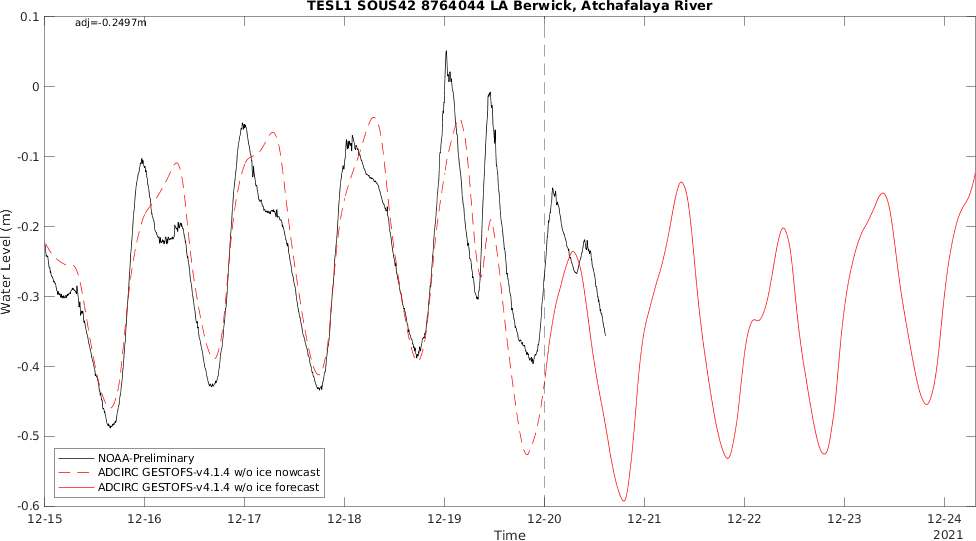 TESL1 SOUS42 8764044 LA Berwick, Atchafalaya River
adj=-0.2497m
0.1
0
-0.1
-0.2
-0.3
-0.4
-0.5
-0.6
Water Level (m)
NOAA-Preliminary
ADCIRC GESTOFS-v4.1.4 w/o ice nowcast
ADCIRC GESTOFS-v4.1.4 w/o ice forecast
12-15 12-16 12-17 12-18 12-19 12-20 12-21 12-22 12-23 12-24
Time
2021